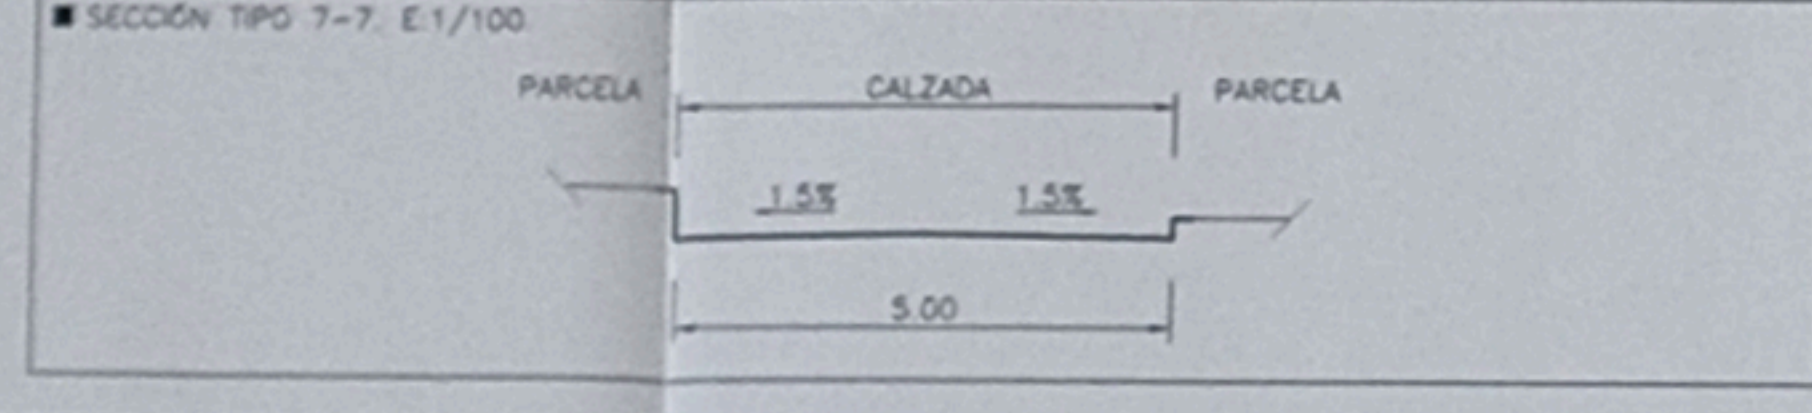 ■ SECCIÓN TIPO 7-7. E:1/100
PARCELA CALZADA PARCELA
1.5% 1.5%
5.00